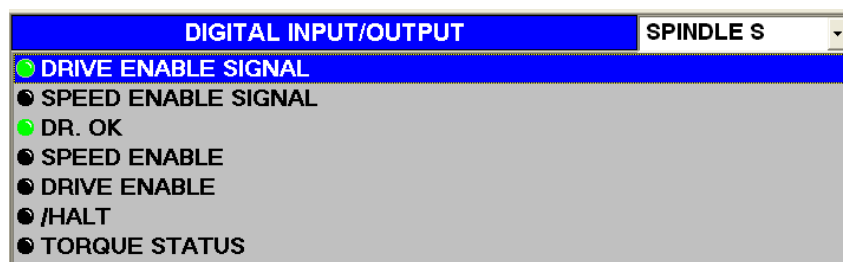 DIGITAL INPUT/OUTPUT SPINDLE S
DRIVE ENABLE SIGNAL
SPEED ENABLE SIGNAL
DR. OK
SPEED ENABLE
DRIVE ENABLE
/HALT
TORQUE STATUS